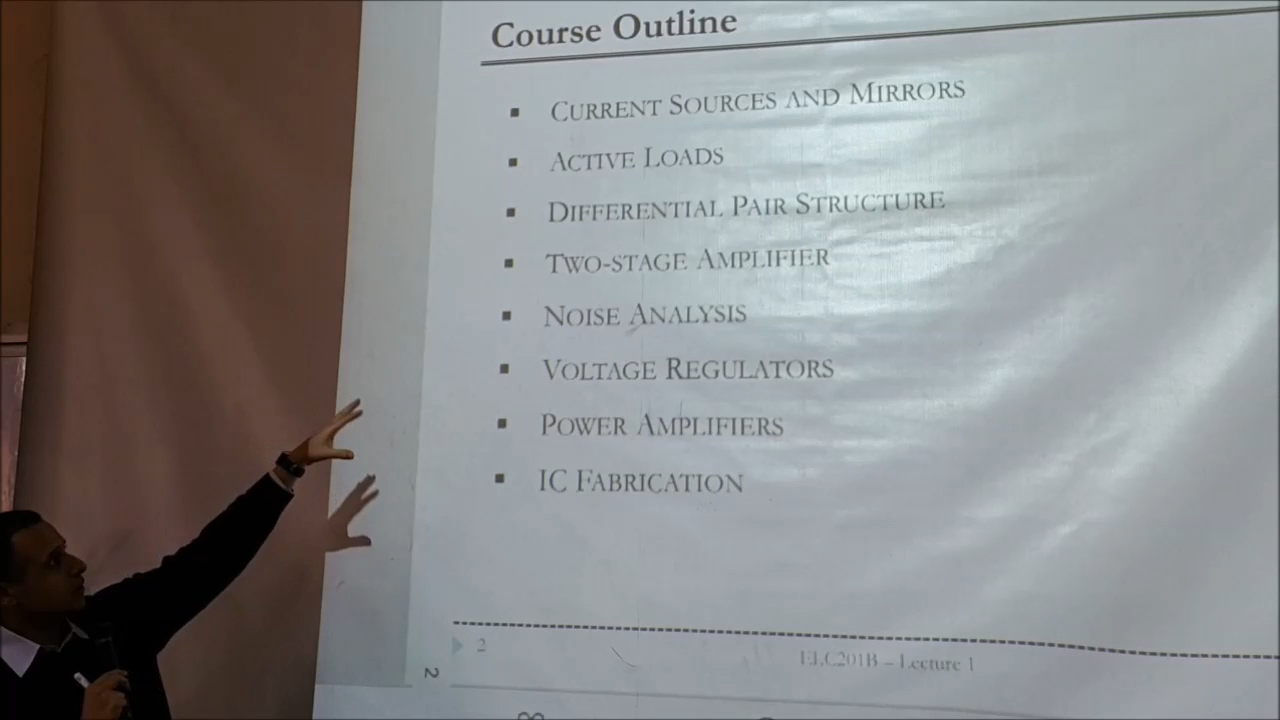 Course Outline
▪ CURRENT SOURCES AND MIRRORS
▪ ACTIVE LOADS
▪ DIFFERENTIAL PAIR STRUCTURE
▪ TWO-STAGE AMPLIFIER
▪ NOISE ANALYSIS
▪ VOLTAGE REGULATORS
▪ POWER AMPLIFIERS
▪ IC FABRICATION
2
ELC201B – Lecture 1
2